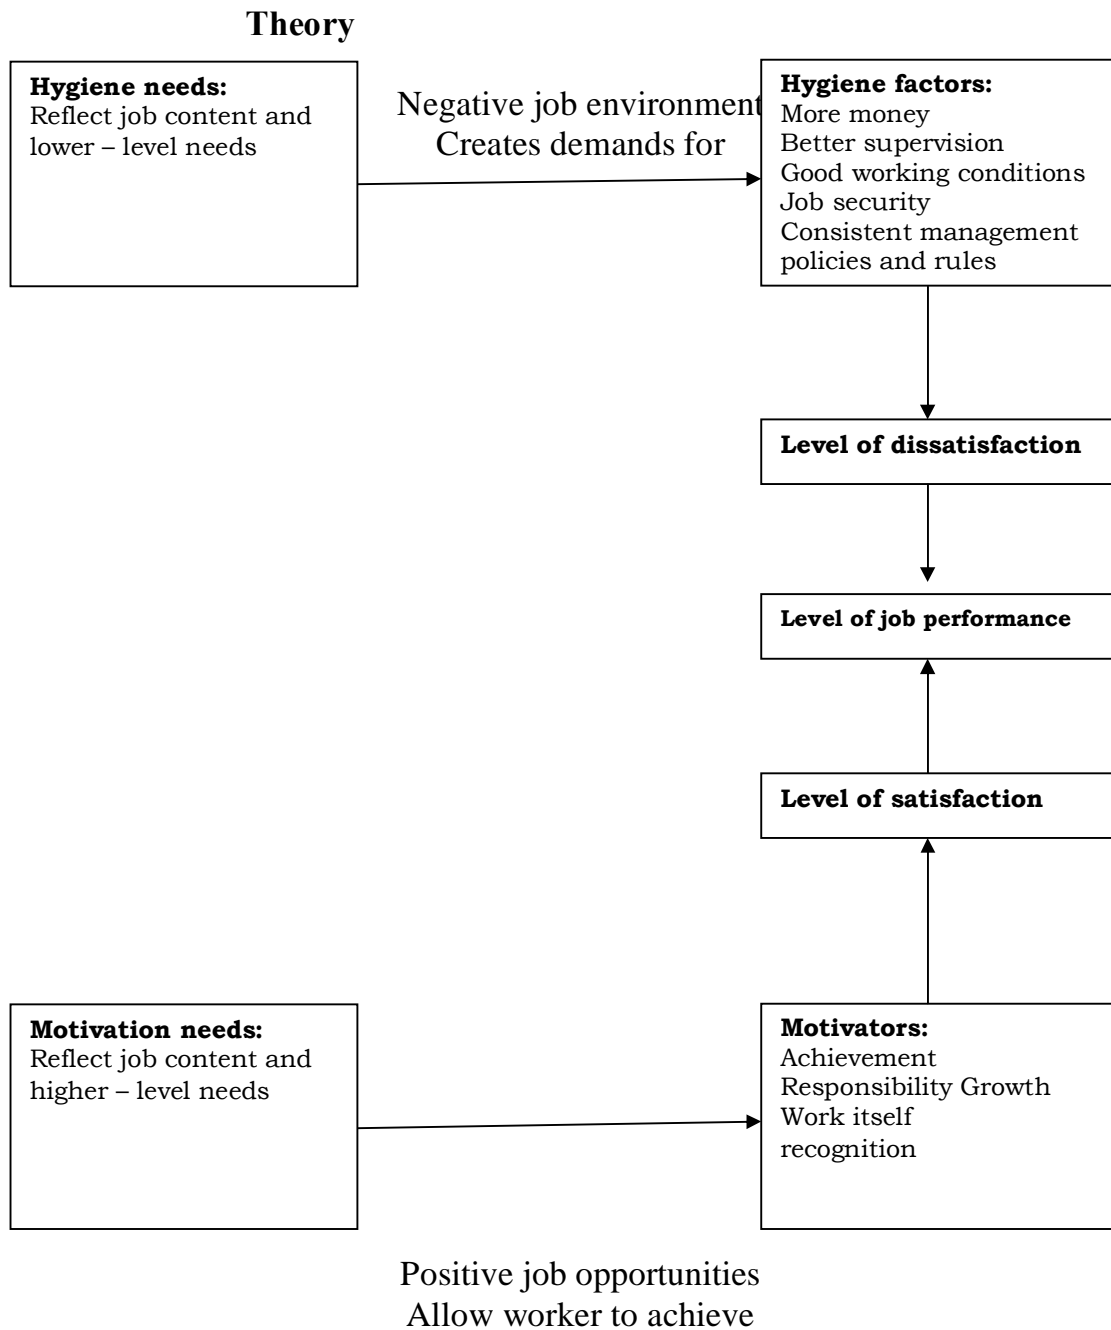 Theory
Hygiene needs:
Reflect job content and
lower – level needs
Negative job environment
Creates demands for
Hygiene factors:
More money
Better supervision
Good working conditions
Job security
Consistent management
policies and rules
Level of dissatisfaction
Level of job performance
Level of satisfaction
Motivation needs:
Reflect job content and
higher – level needs
Motivators:
Achievement
Responsibility Growth
Work itself
recognition
Positive job opportunities
Allow worker to achieve